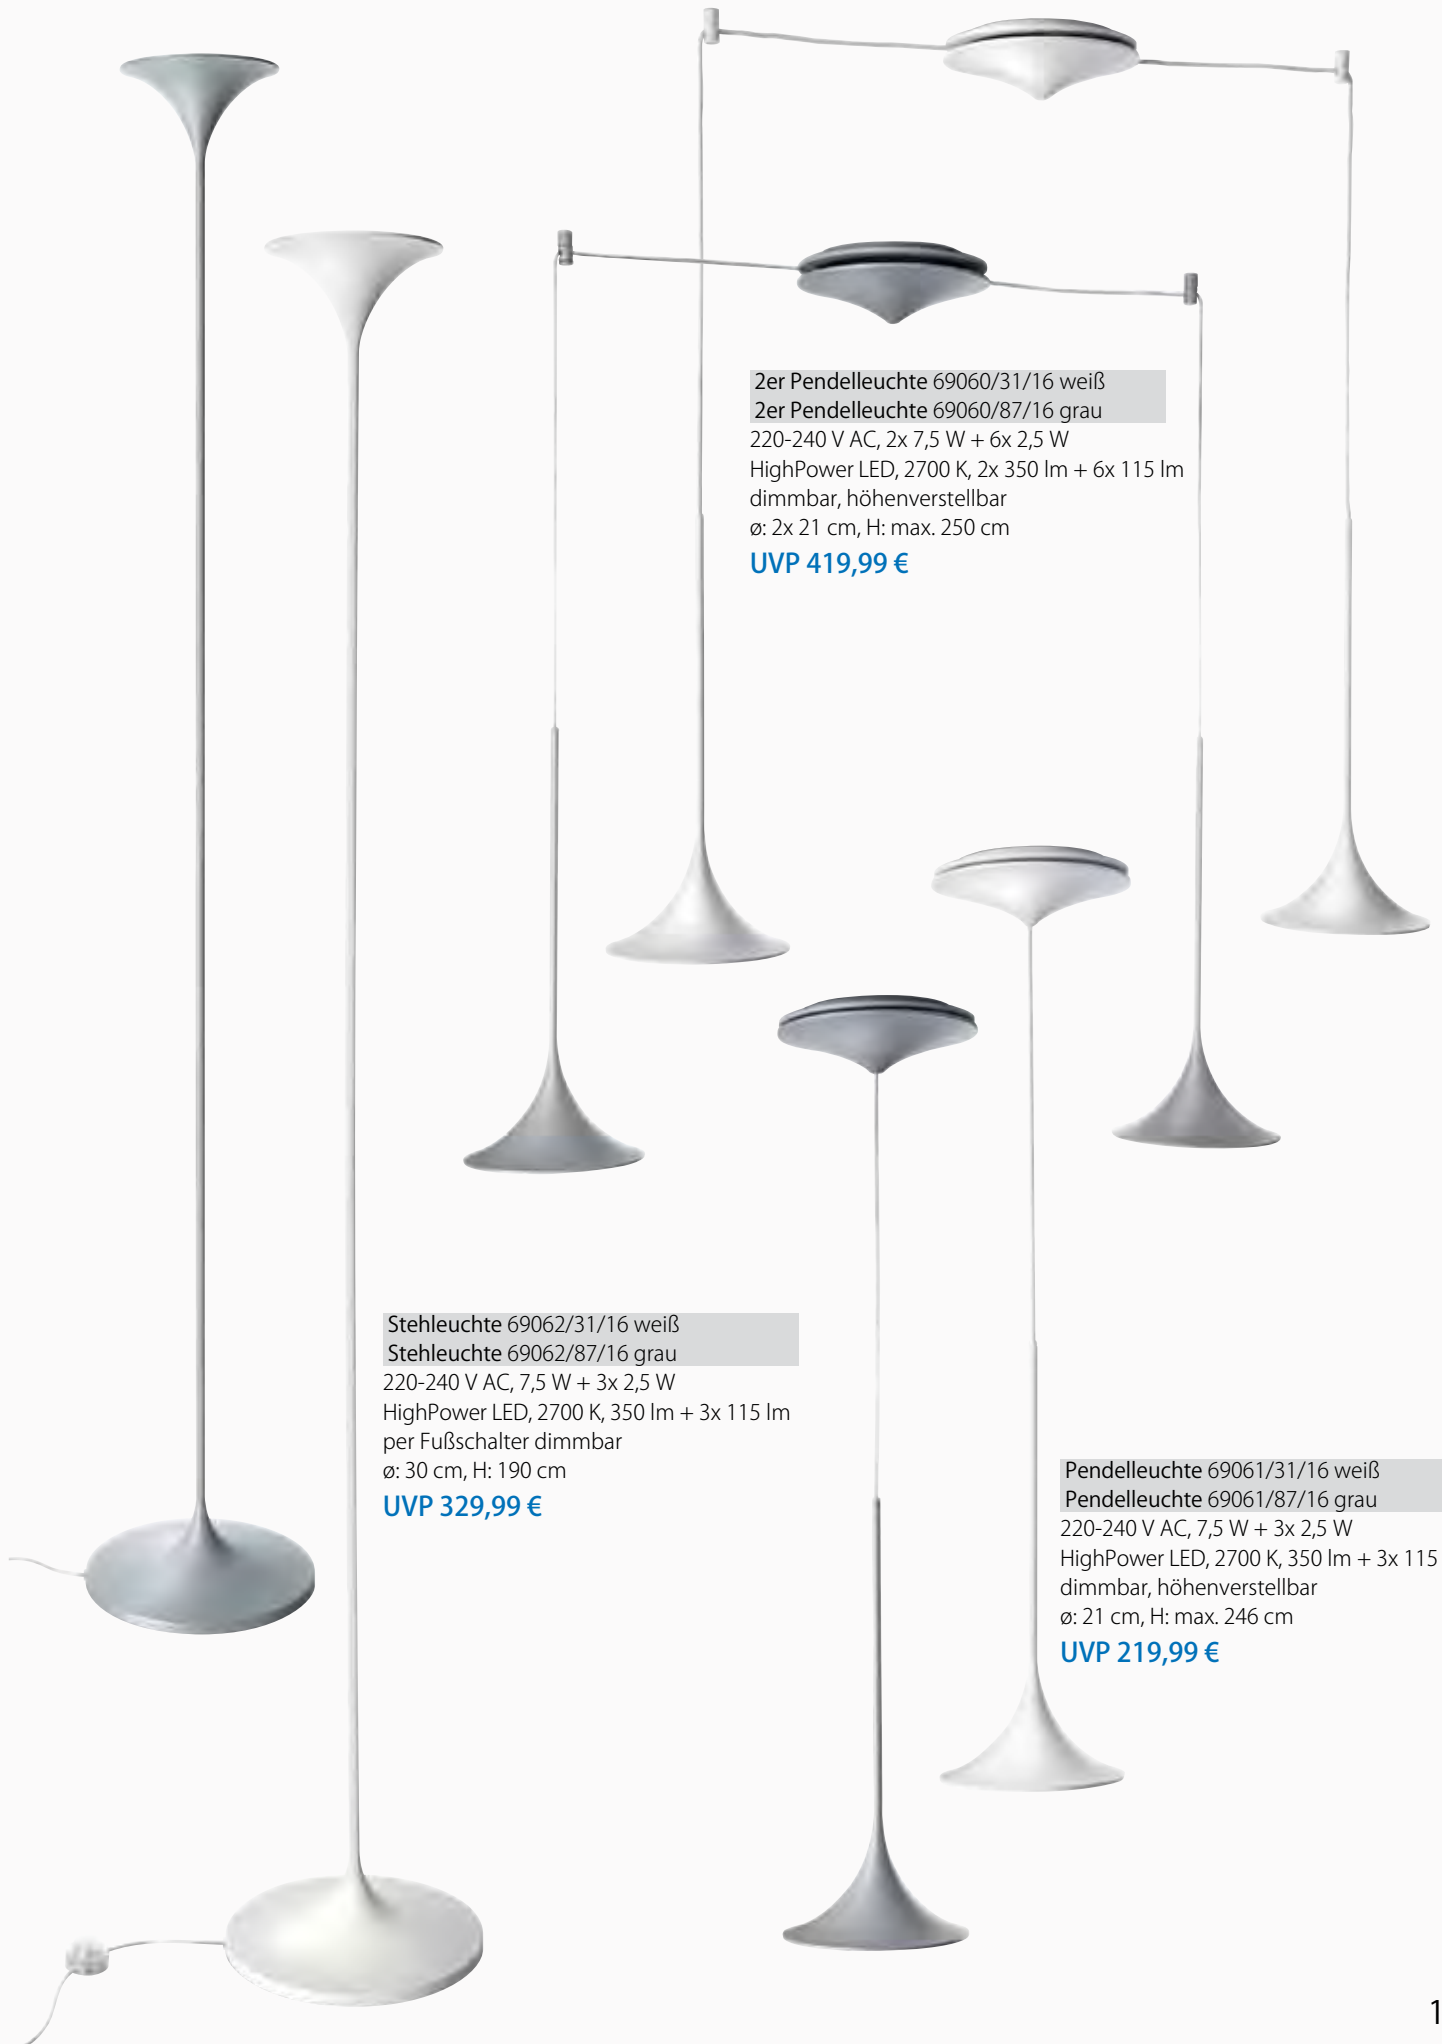 2er Pendelleuchte 69060/31/16 weiß
2er Pendelleuchte 69060/87/16 grau
220-240 V AC, 2x 7,5 W + 6x 2,5 W
HighPower LED, 2700 K, 2x 350 lm + 6x 115 lm
dimmbar, höhenverstellbar
ø: 2x 21 cm, H: max. 250 cm
UVP 419,99 €
Stehleuchte 69062/31/16 weiß
Stehleuchte 69062/87/16 grau
220-240 V AC, 7,5 W + 3x 2,5 W
HighPower LED, 2700 K, 350 lm + 3x 115 lm
per Fußschalter dimmbar
ø: 30 cm, H: 190 cm
UVP 329,99 €
Pendelleuchte 69061/31/16 weiß
Pendelleuchte 69061/87/16 grau
220-240 V AC, 7,5 W + 3x 2,5 W
HighPower LED, 2700 K, 350 lm + 3x 115
dimmbar, höhenverstellbar
ø: 21 cm, H: max. 246 cm
UVP 219,99 €
1